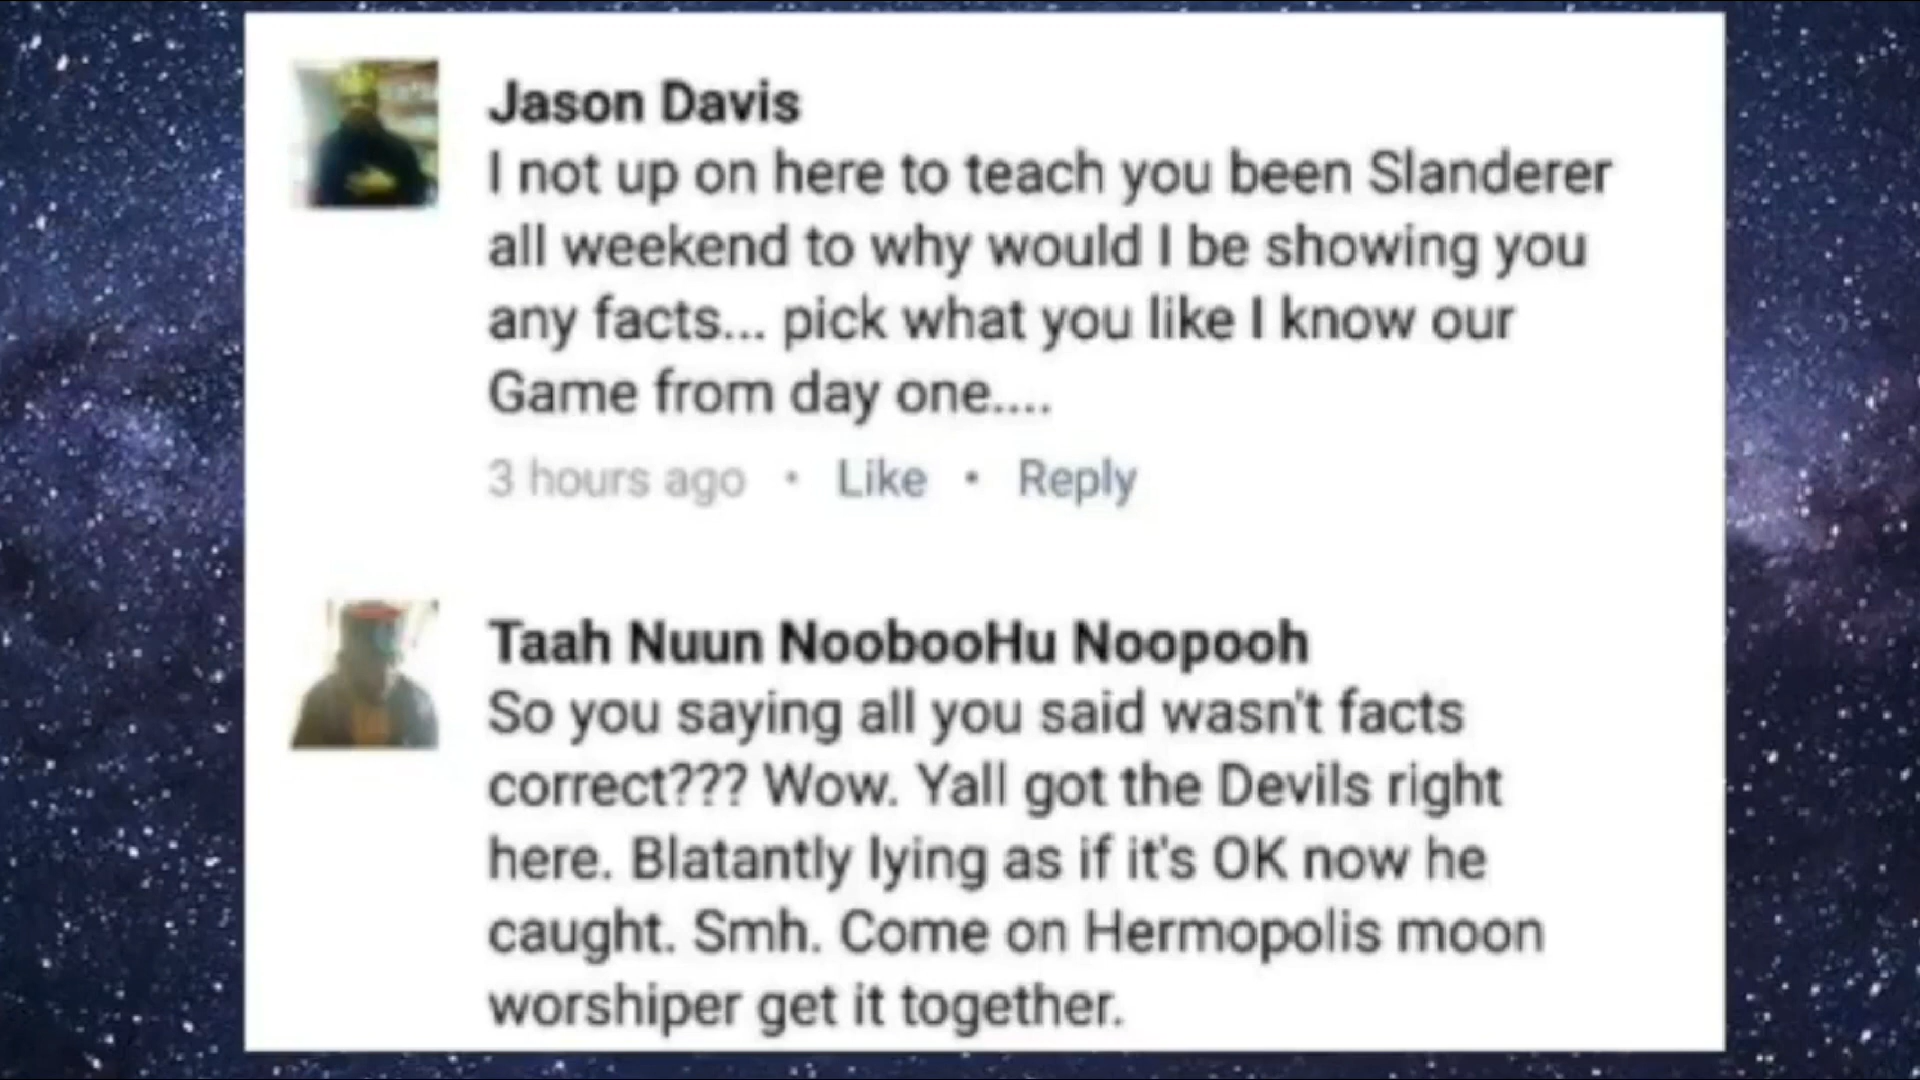 Jason Davis
I not up on here to teach you been Slanderer
all weekend to why would I be showing you
any facts... pick what you like I know our
Game from day one....
3 hours ago • Like • Reply
Taah Nuun NoobooHu Noopooh
So you saying all you said wasn't facts
correct??? Wow. Yall got the Devils right
here. Blatantly lying as if it's OK now he
caught. Smh. Come on Hermopolis moon
worshiper get it together.